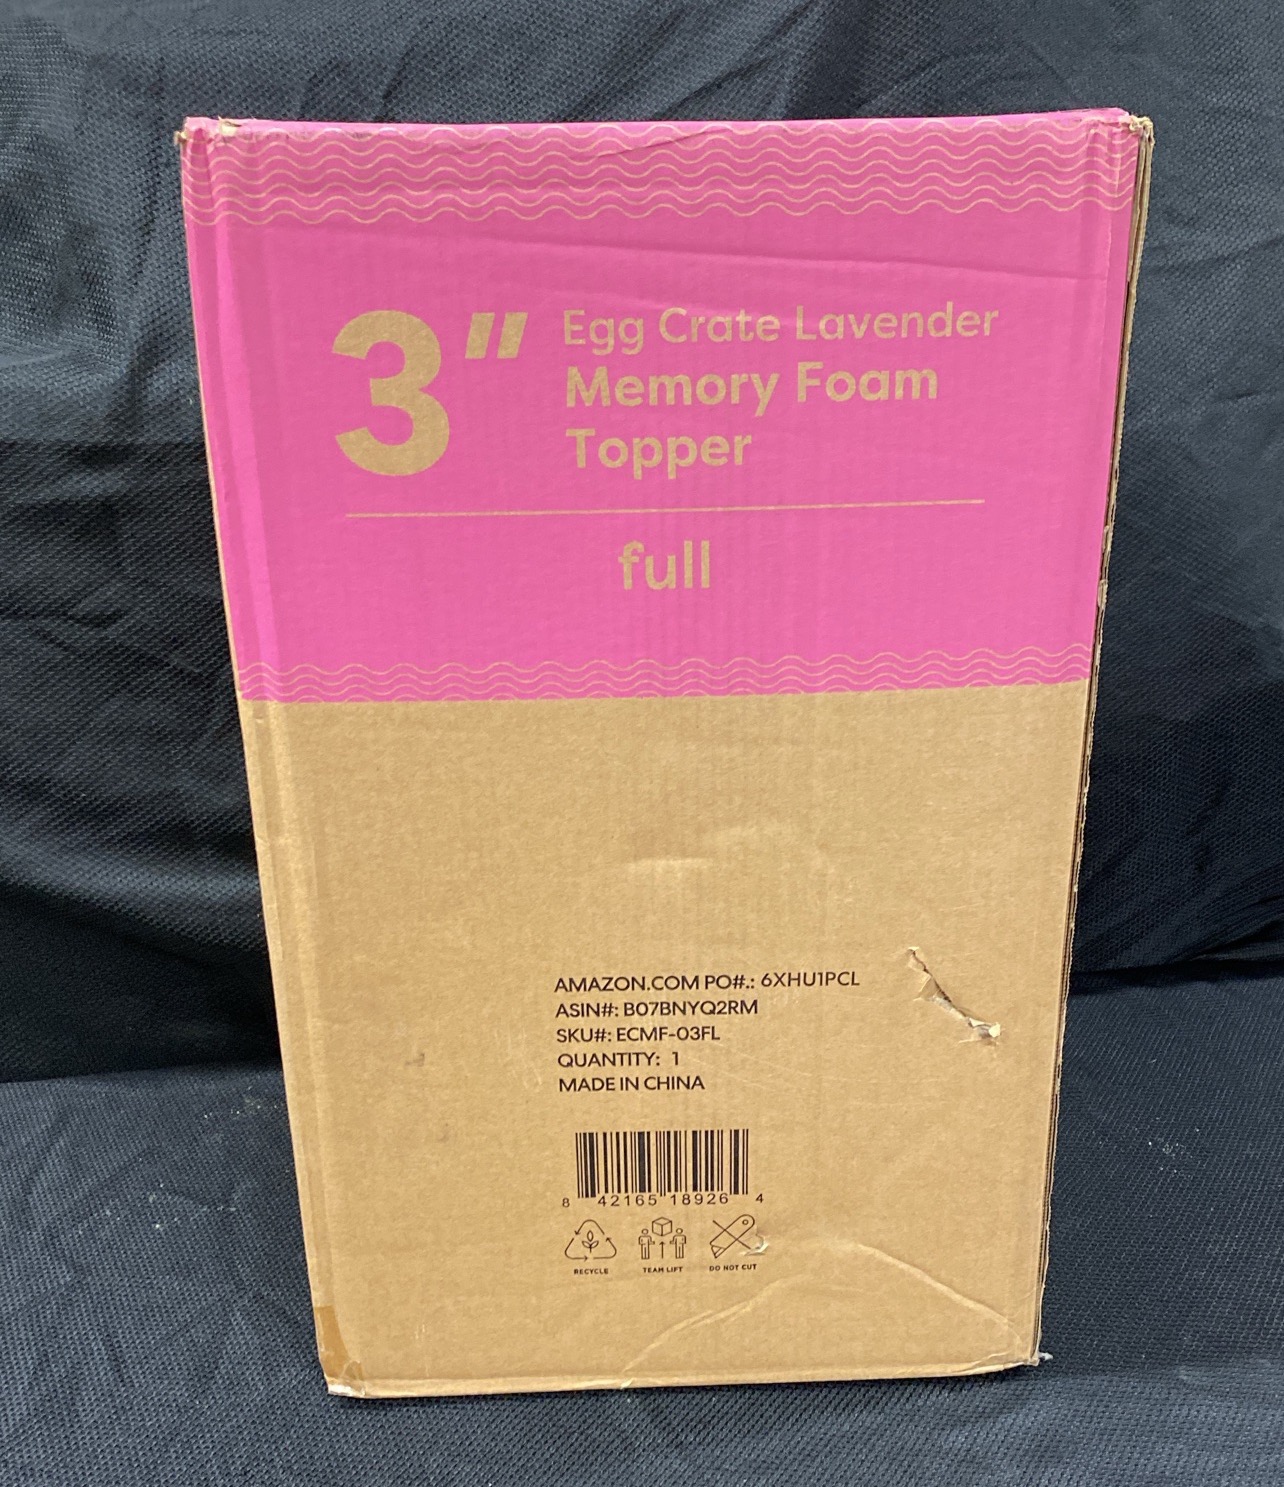 3" Egg Crate Lavender
Memory Foam
Topper
full
AMAZON.COM PO#.: 6XHU1PCL
ASIN#: B07BNYQ2RM
SKU#: ECMF-03FL
QUANTITY: 1
MADE IN CHINA
8 42165 18926 4
RECYCLE TEAM LIFT DO NOT CUT